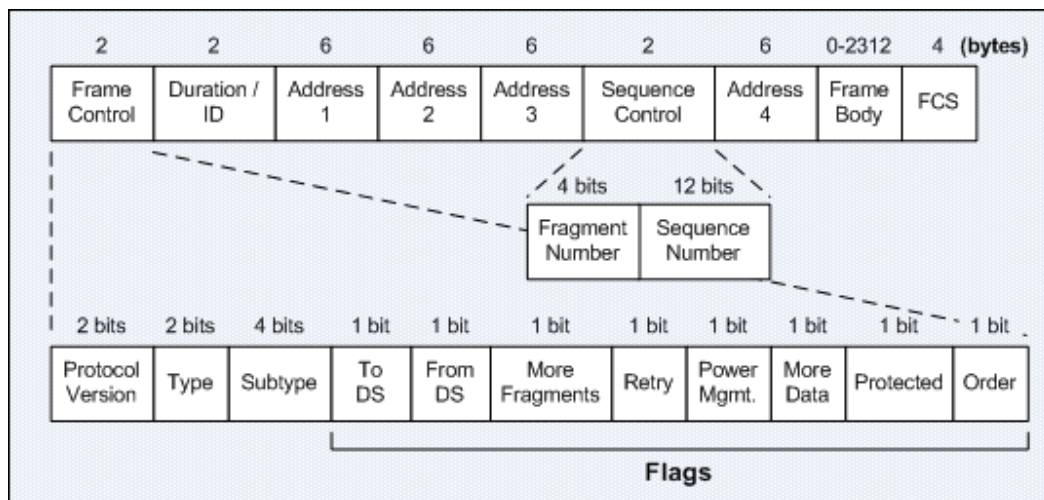 2 2 6 6 6 2 6 0-2312 4 (bytes)
Frame Control
Duration / ID
Address 1
Address 2
Address 3
Sequence Control
Address 4
Frame Body
FCS
4 bits 12 bits
Fragment Number
Sequence Number
2 bits 2 bits 4 bits 1 bit 1 bit 1 bit 1 bit 1 bit 1 bit 1 bit 1 bit
Protocol Version
Type
Subtype
To DS
From DS
More Fragments
Retry
Power Mgmt.
More Data
Protected
Order
Flags